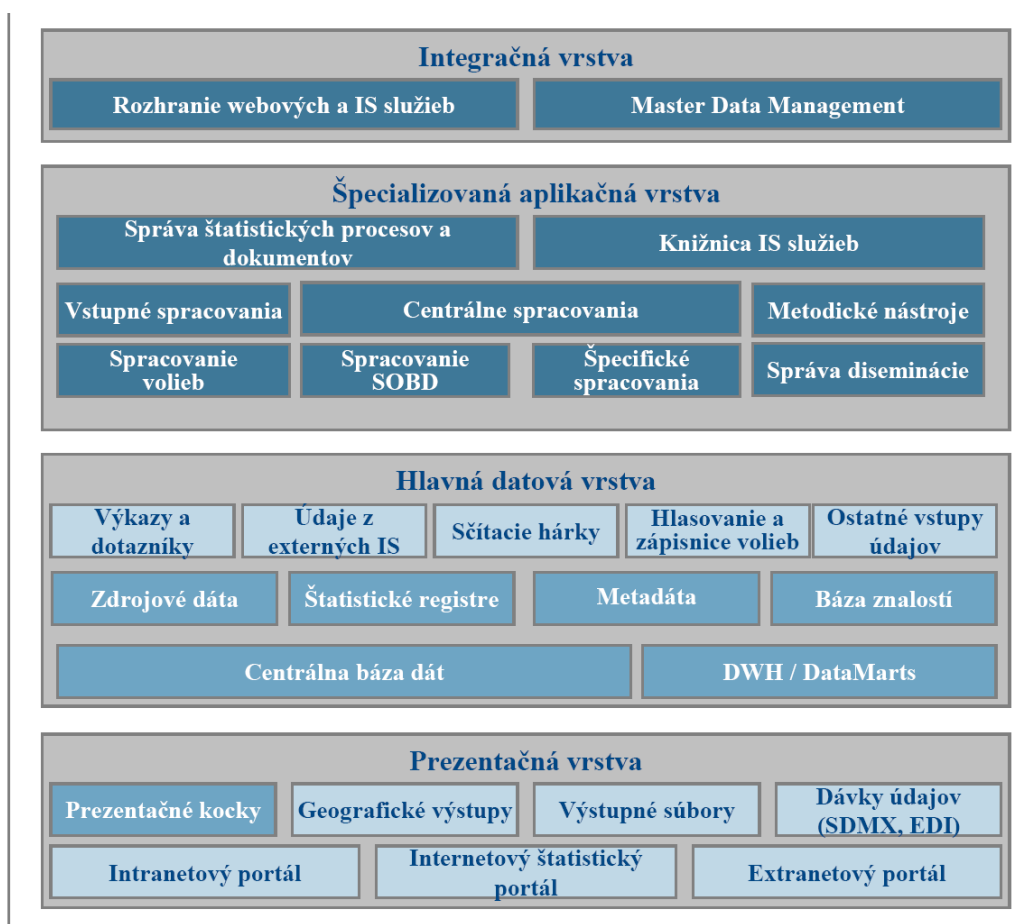 Integračná vrstva
Rozhranie webových a IS služieb
Master Data Management
Špecializovaná aplikačná vrstva
Správa štatistických procesov a
dokumentov
Knižnica IS služieb
Vstupné spracovania
Centrálne spracovania
Metodické nástroje
Spracovanie
volieb
Spracovanie
SOBD
Špecifické
spracovania
Správa diseminácie
Hlavná datová vrstva
Výkazy a
dotazníky
Údaje z
externých IS
Sčítacie hárky
Hlasovanie a
zápisnice volieb
Ostatné vstupy
údajov
Zdrojové dáta
Štatistické registre
Metadáta
Báza znalostí
Centrálna báza dát
DWH / DataMarts
Prezentačná vrstva
Prezentačné kocky
Geografické výstupy
Výstupné súbory
Dávky údajov
(SDMX, EDI)
Intranetový portál
Internetový štatistický
portál
Extranetový portál